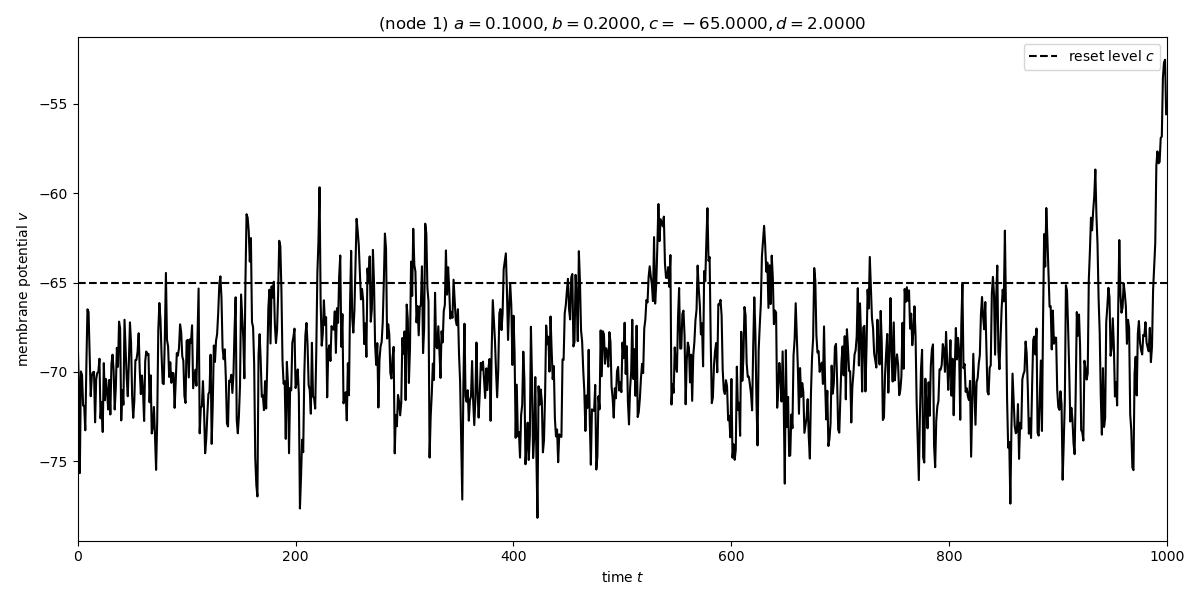 (node 1) a = 0.1000, b = 0.2000, c = − 65.0000, d = 2.0000
reset level c
−55
−60
−65
−70
−75
membrane potential v
0 200 400 600 800 1000
time t